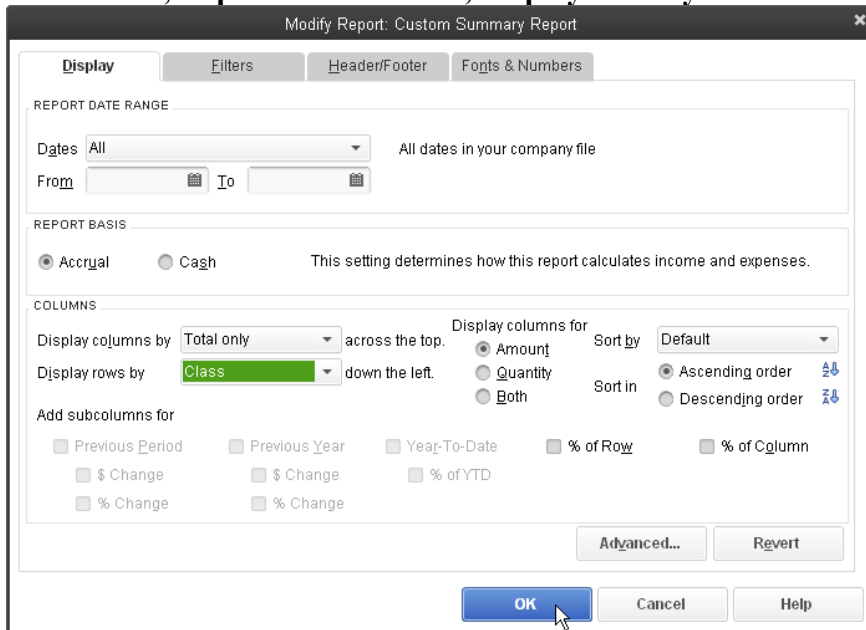 Modify Report: Custom Summary Report
Display Filters Header/Footer Fonts & Numbers
REPORT DATE RANGE
Dates All All dates in your company file
From To
REPORT BASIS
Accrual Cash This setting determines how this report calculates income and expenses.
COLUMNS
Display columns by Total only across the top.
Display rows by Class down the left.
Display columns for
Amount
Quantity
Both
Sort by Default
Sort in
Ascending order
Descending order
Add subcolumns for
Previous Period Previous Year Year-To-Date % of Row % of Column
$ Change $ Change % of YTD
% Change % Change
Advanced... Revert
OK Cancel Help